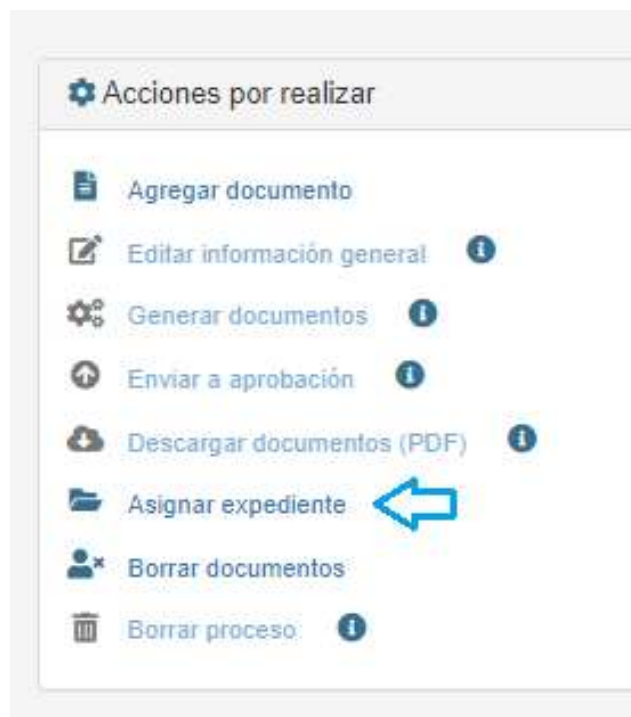 Acciones por realizar
Agregar documento
Editar información general
Generar documentos
Enviar a aprobación
Descargar documentos (PDF)
Asignar expediente
Borrar documentos
Borrar proceso